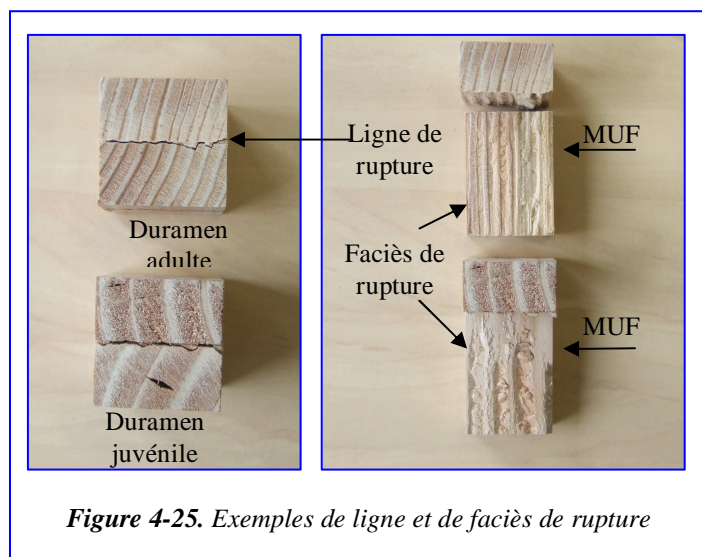 Ligne de
rupture
MUF
Duramen
adulte
Faciès de
rupture
MUF
Duramen
juvénile
Figure 4-25. Exemples de ligne et de faciès de rupture